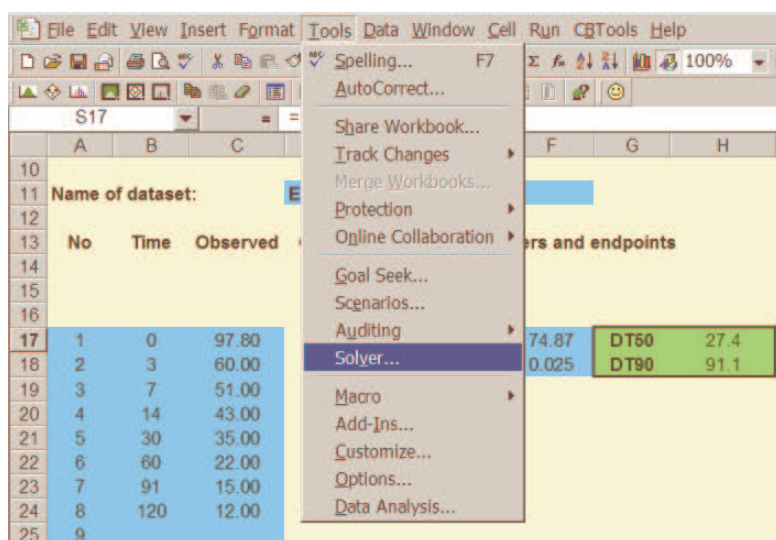 File Edit View Insert Format Tools Data Window Cell Run CBTools Help
100%
S17 =
Spelling... F7
AutoCorrect...
Share Workbook...
Track Changes
Merge Workbooks...
Protection
Online Collaboration
Goal Seek...
Scenarios...
Auditing
Solver...
Macro
Add-Ins...
Customize...
Options...
Data Analysis...
A B C F G H
10
11 Name of dataset: E
12
13 No Time Observed ers and endpoints
14
15
16
17 1 0 97.80 74.87 DT50 27.4
18 2 3 60.00 0.025 DT90 91.1
19 3 7 51.00
20 4 14 43.00
21 5 30 35.00
22 6 60 22.00
23 7 91 15.00
24 8 120 12.00
25 9